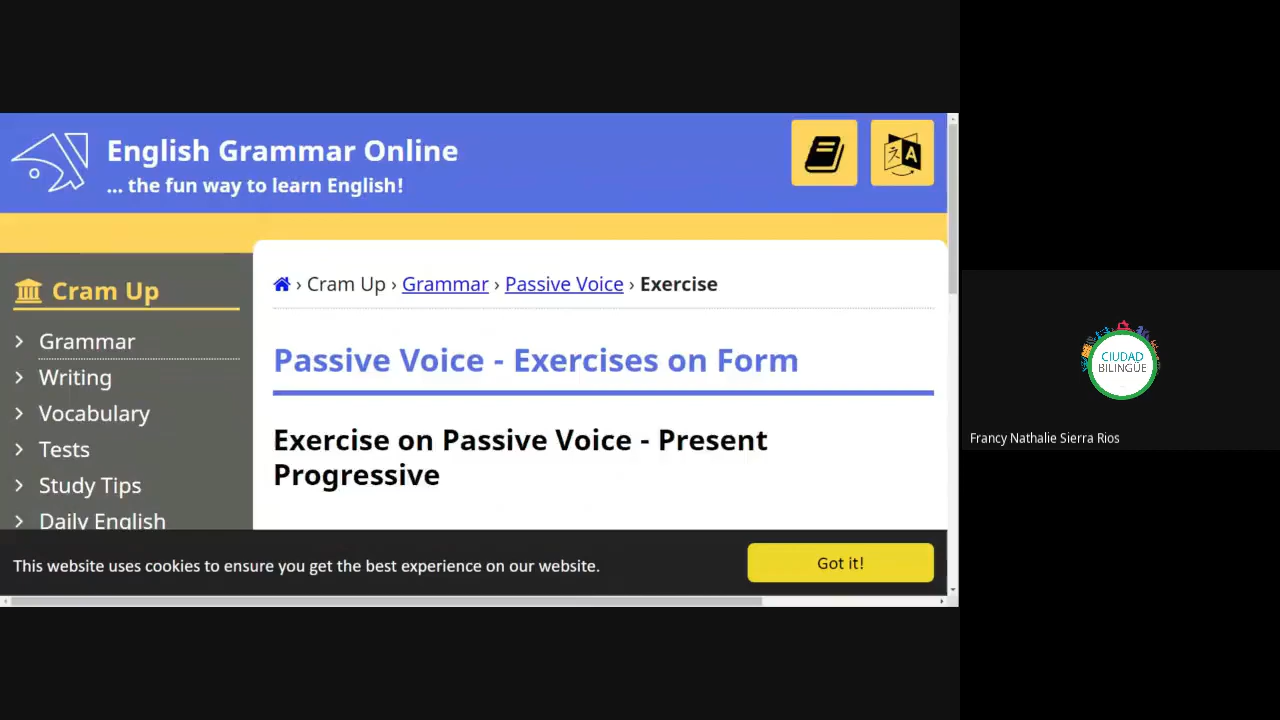 English Grammar Online
... the fun way to learn English!
Cram Up
Grammar
Writing
Vocabulary
Tests
Study Tips
Daily English
› Cram Up › Grammar › Passive Voice › Exercise
Passive Voice - Exercises on Form
Exercise on Passive Voice - Present
Progressive
This website uses cookies to ensure you get the best experience on our website.
Got it!
CIUDAD
BILINGÜE
Francy Nathalie Sierra Rios